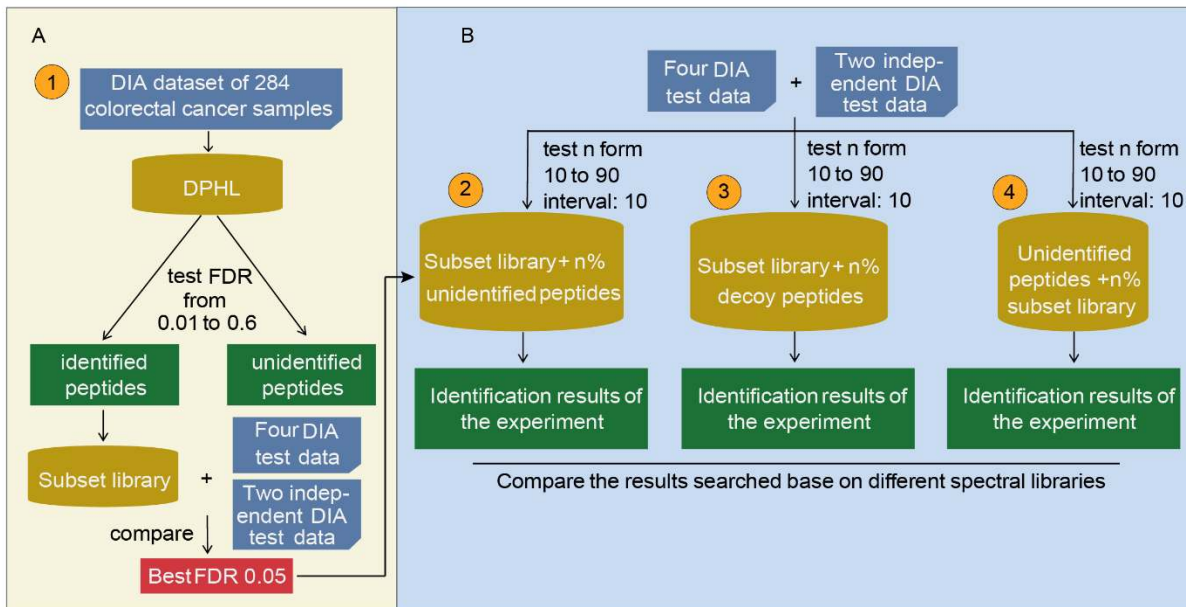 A
1
DIA dataset of 284
colorectal cancer samples
DPHL
test FDR
from
0.01 to 0.6
identified
peptides
unidentified
peptides
Subset library
+
Four DIA
test data
Two indep-
endent DIA
test data
compare
Best FDR 0.05
B
Four DIA
test data
+
Two indep-
endent DIA
test data
test n form
10 to 90
interval: 10
test n form
10 to 90
interval: 10
test n form
10 to 90
interval: 10
2
Subset library+ n%
unidentified peptides
3
Subset library+ n%
decoy peptides
4
Unidentified
peptides +n%
subset library
Identification results of
the experiment
Identification results of
the experiment
Identification results of
the experiment
Compare the results searched base on different spectral libraries